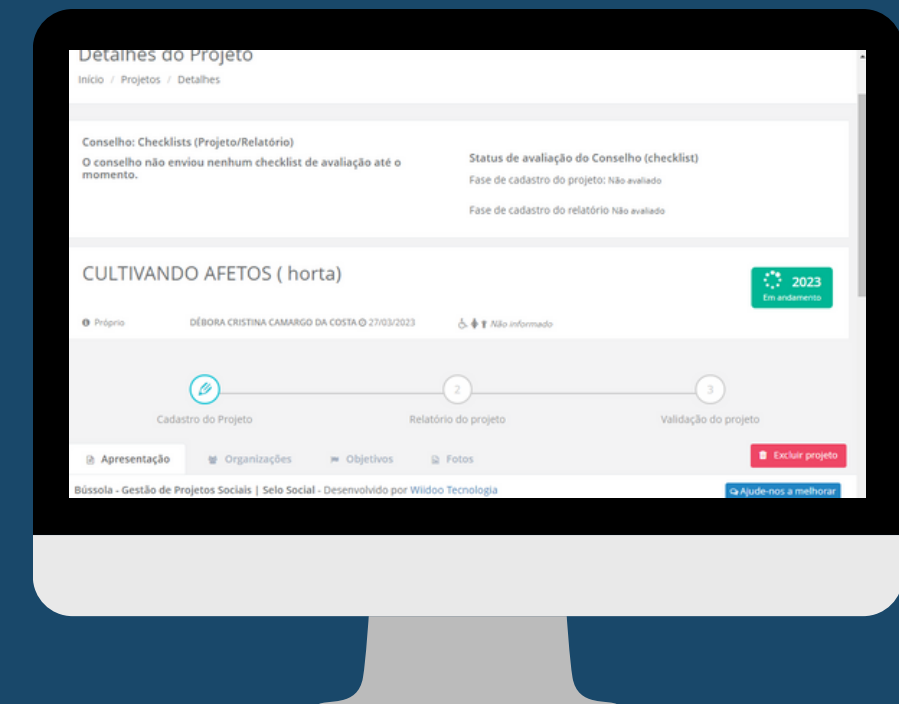 Detalhes do Projeto
Início / Projetos / Detalhes
Conselho: Checklists (Projeto/Relatório)
O conselho não enviou nenhum checklist de avaliação até o
momento.
Status de avaliação do Conselho (checklist)
Fase de cadastro do projeto: Não avaliado
Fase de cadastro do relatório Não avaliado
CULTIVANDO AFETOS ( horta)
2023
Em andamento
Próprio
DÉBORA CRISTINA CAMARGO DA COSTA 27/03/2023
Não informado
2
3
Cadastro do Projeto
Relatório do projeto
Validação do projeto
Apresentação
Organizações
Objetivos
Fotos
Excluir projeto
Bússola - Gestão de Projetos Sociais | Selo Social - Desenvolvido por Wiidoo Tecnologia
Ajude-nos a melhorar